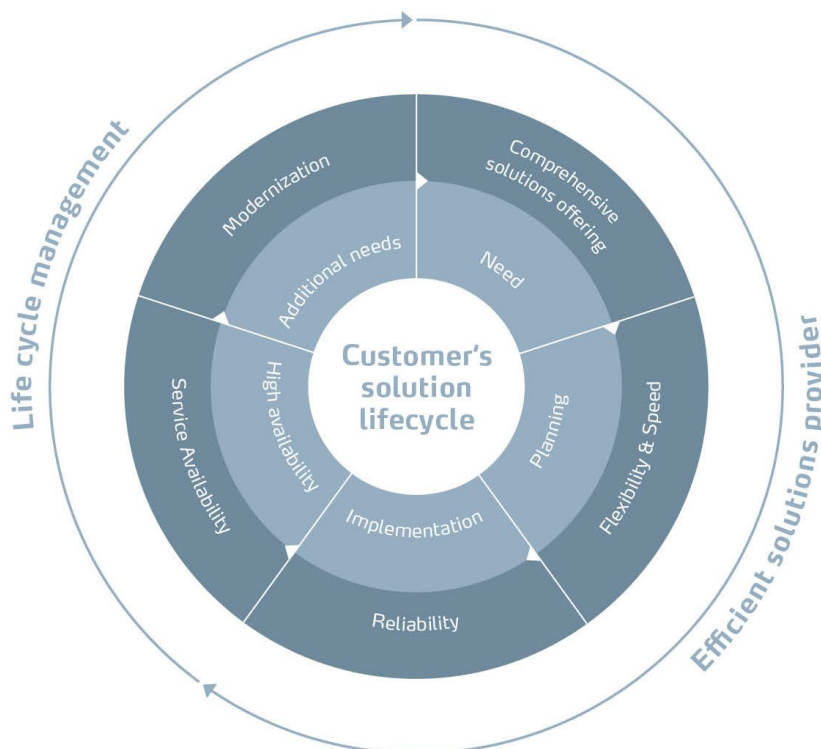 Life cycle management
Efficient solutions provider
Modernization
Comprehensive
solutions offering
Flexibility & Speed
Reliability
Service Availability
Additional needs
Need
Planning
Implementation
High availability
Customer‘s
solution
lifecycle